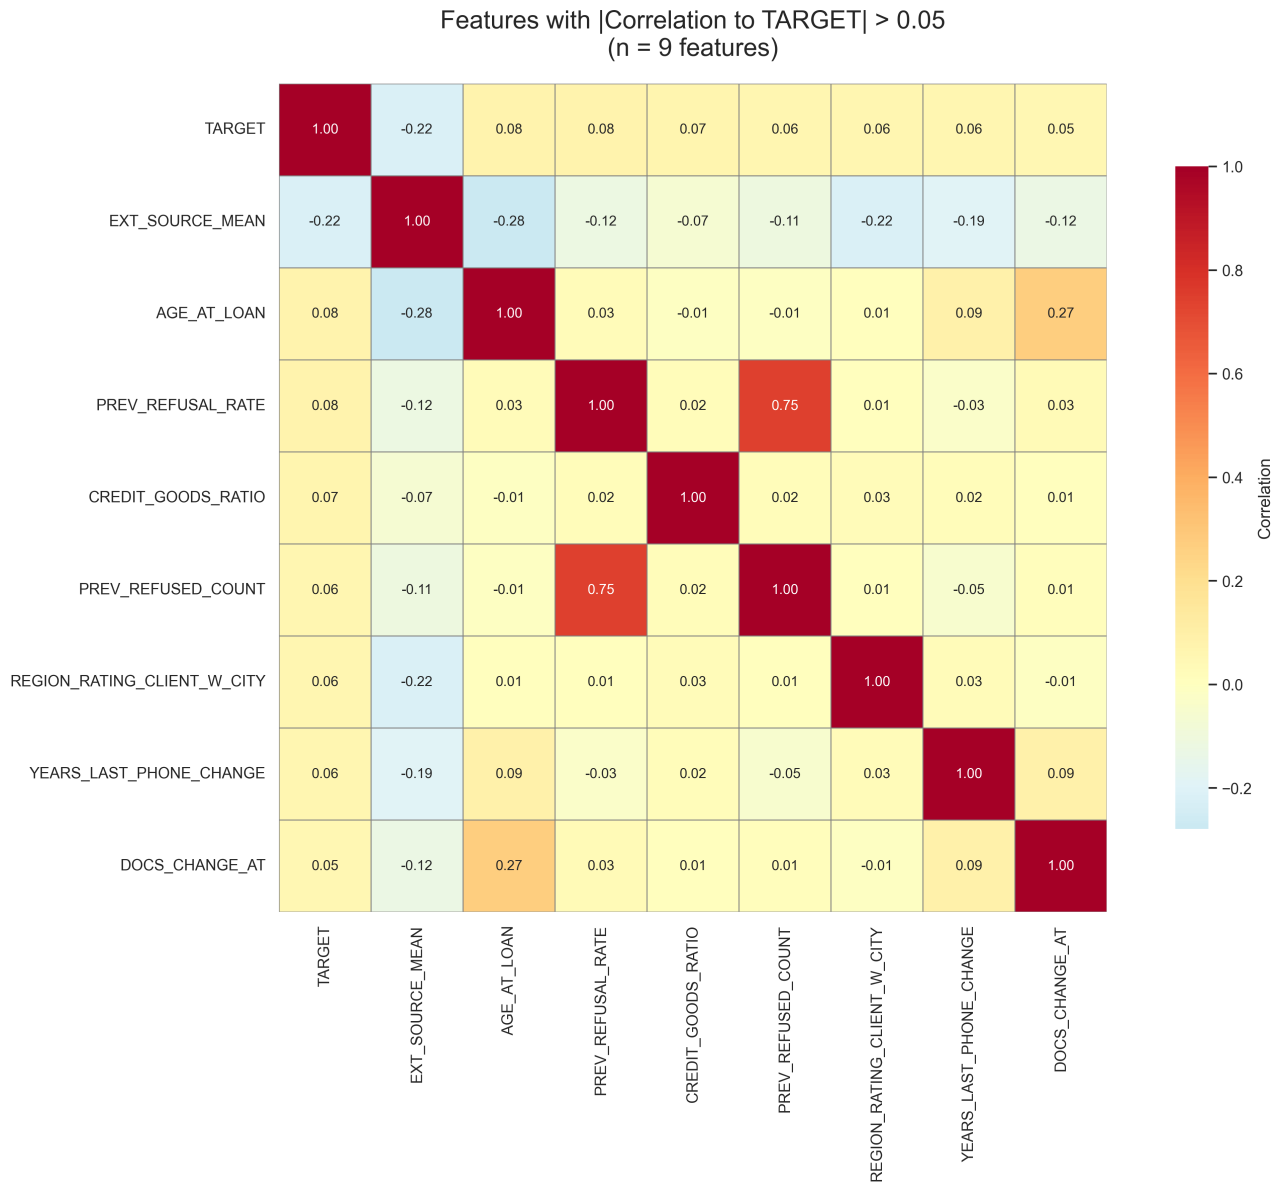 Features with |Correlation to TARGET| > 0.05
(n = 9 features)
TARGET 1.00 -0.22 0.08 0.08 0.07 0.06 0.06 0.06 0.05
EXT_SOURCE_MEAN -0.22 1.00 -0.28 -0.12 -0.07 -0.11 -0.22 -0.19 -0.12
AGE_AT_LOAN 0.08 -0.28 1.00 0.03 -0.01 -0.01 0.01 0.09 0.27
PREV_REFUSAL_RATE 0.08 -0.12 0.03 1.00 0.02 0.75 0.01 -0.03 0.03
CREDIT_GOODS_RATIO 0.07 -0.07 -0.01 0.02 1.00 0.02 0.03 0.02 0.01
PREV_REFUSED_COUNT 0.06 -0.11 -0.01 0.75 0.02 1.00 0.01 -0.05 0.01
REGION_RATING_CLIENT_W_CITY 0.06 -0.22 0.01 0.01 0.03 0.01 1.00 0.03 -0.01
YEARS_LAST_PHONE_CHANGE 0.06 -0.19 0.09 -0.03 0.02 -0.05 0.03 1.00 0.09
DOCS_CHANGE_AT 0.05 -0.12 0.27 0.03 0.01 0.01 -0.01 0.09 1.00
TARGET
EXT_SOURCE_MEAN
AGE_AT_LOAN
PREV_REFUSAL_RATE
CREDIT_GOODS_RATIO
PREV_REFUSED_COUNT
REGION_RATING_CLIENT_W_CITY
YEARS_LAST_PHONE_CHANGE
DOCS_CHANGE_AT
1.0
0.8
0.6
0.4
0.2
0.0
−0.2
Correlation